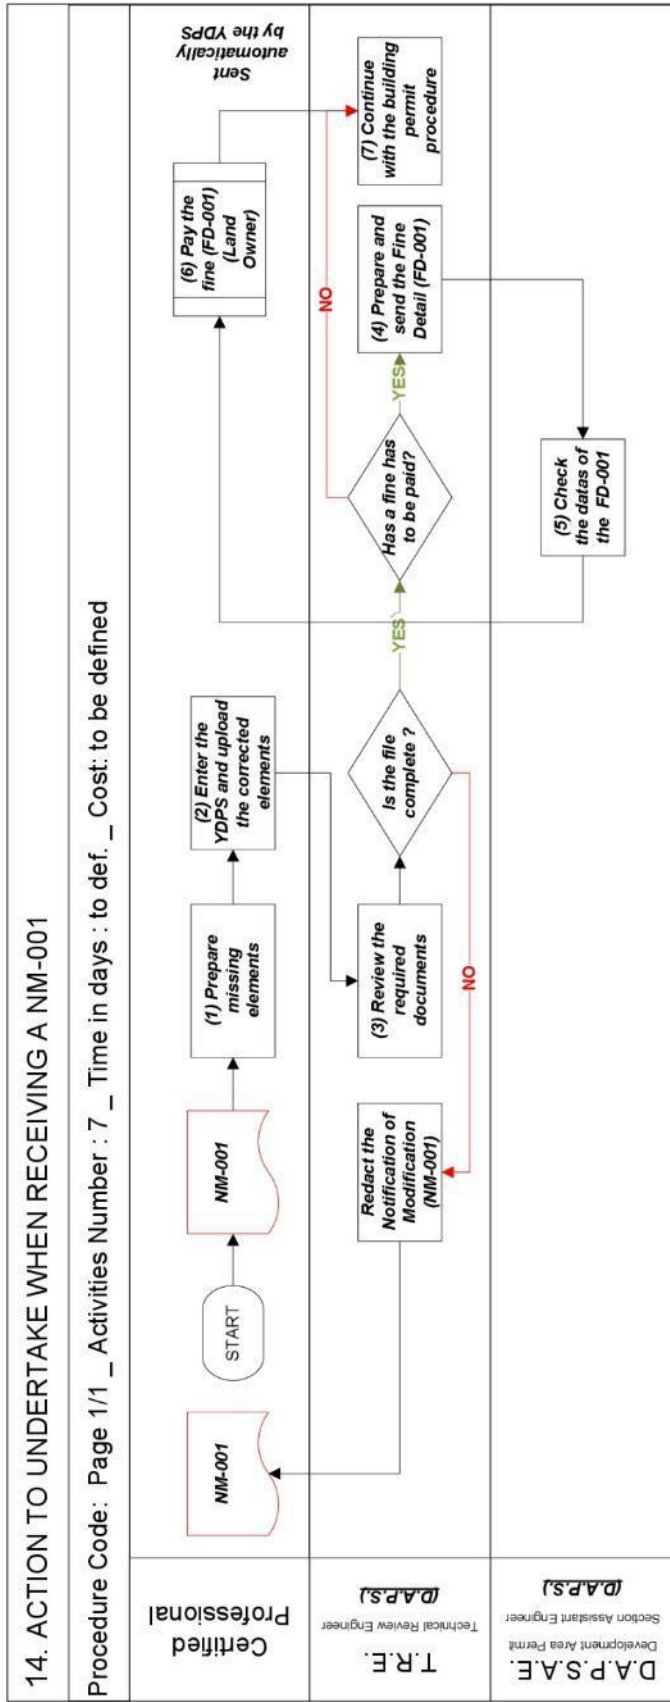 14. ACTION TO UNDERTAKE WHEN RECEIVING A NM-001
Procedure Code: Page 1/1 _ Activities Number : 7 _ Time in days : to def. _ Cost: to be defined
Certified
Professional
NM-001
START
NM-001
(1) Prepare
missing
elements
(2) Enter the
YDPS and upload
the corrected
elements
(6) Pay the
fine (FD-001)
(Land
Owner)
Sent
automatically
by the YDPS
T.R.E.
Technical Review Engineer
(D.A.P.S.)
Redact the
Notification of
Modification
(NM-001)
(3) Review the
required
documents
Is the file
complete ?
YES
NO
Has a fine has
to be paid?
YES
NO
(4) Prepare and
send the Fine
Detail (FD-001)
(7) Continue
with the building
permit
procedure
D.A.P.S.A.E.
Development Area Permit
Section Assistant Engineer
(D.A.P.S.)
(5) Check
the datas of
the FD-001